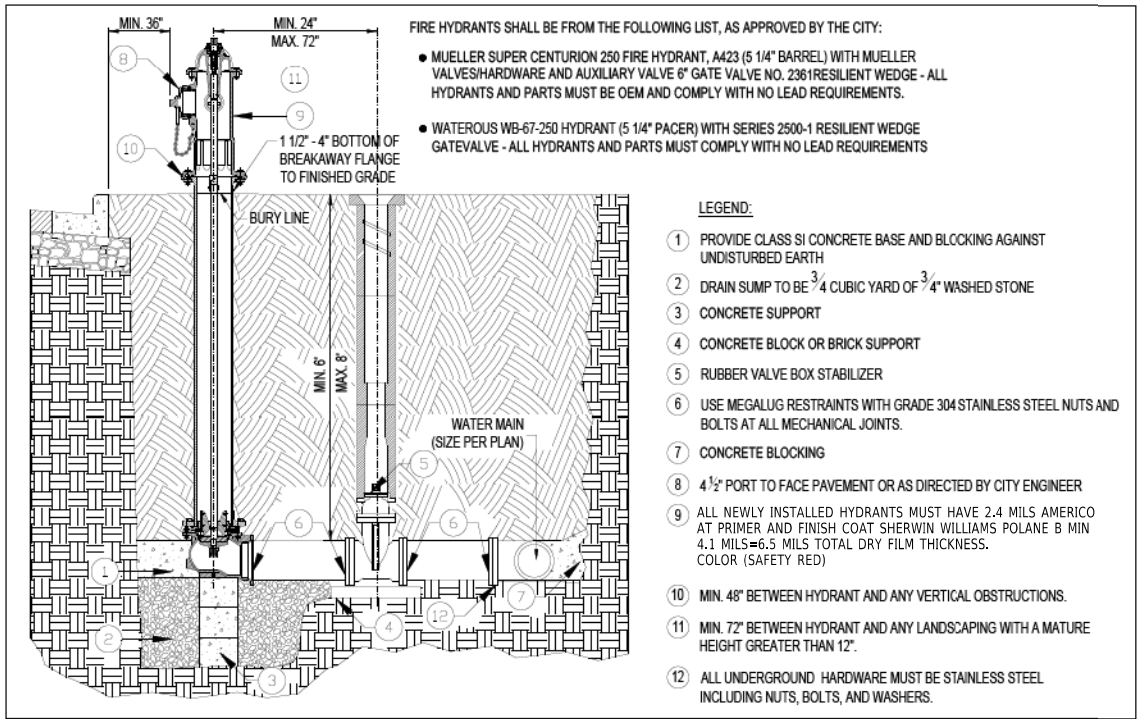 MIN. 36"
MIN. 24"
MAX. 72"
FIRE HYDRANTS SHALL BE FROM THE FOLLOWING LIST, AS APPROVED BY THE CITY:
● MUELLER SUPER CENTURION 250 FIRE HYDRANT, A423 (5 1/4" BARREL) WITH MUELLER
VALVES/HARDWARE AND AUXILIARY VALVE 6" GATE VALVE NO. 2361RESILIENT WEDGE - ALL
HYDRANTS AND PARTS MUST BE OEM AND COMPLY WITH NO LEAD REQUIREMENTS.
● WATEROUS WB-67-250 HYDRANT (5 1/4" PACER) WITH SERIES 2500-1 RESILIENT WEDGE
GATEVALVE - ALL HYDRANTS AND PARTS MUST COMPLY WITH NO LEAD REQUIREMENTS
8
11
9
10
1 1/2" - 4" BOTTOM OF
BREAKAWAY FLANGE
TO FINISHED GRADE
BURY LINE
MIN. 6"
MAX. 8"
WATER MAIN
(SIZE PER PLAN)
5
6
6
1
2
3
4
12
7
LEGEND:
1 PROVIDE CLASS SI CONCRETE BASE AND BLOCKING AGAINST
UNDISTURBED EARTH
2 DRAIN SUMP TO BE 3/4 CUBIC YARD OF 3/4" WASHED STONE
3 CONCRETE SUPPORT
4 CONCRETE BLOCK OR BRICK SUPPORT
5 RUBBER VALVE BOX STABILIZER
6 USE MEGALUG RESTRAINTS WITH GRADE 304 STAINLESS STEEL NUTS AND
BOLTS AT ALL MECHANICAL JOINTS.
7 CONCRETE BLOCKING
8 4 1/2" PORT TO FACE PAVEMENT OR AS DIRECTED BY CITY ENGINEER
9 ALL NEWLY INSTALLED HYDRANTS MUST HAVE 2.4 MILS AMERICO
AT PRIMER AND FINISH COAT SHERWIN WILLIAMS POLANE B MIN
4.1 MILS=6.5 MILS TOTAL DRY FILM THICKNESS.
COLOR (SAFETY RED)
10 MIN. 48" BETWEEN HYDRANT AND ANY VERTICAL OBSTRUCTIONS.
11 MIN. 72" BETWEEN HYDRANT AND ANY LANDSCAPING WITH A MATURE
HEIGHT GREATER THAN 12".
12 ALL UNDERGROUND HARDWARE MUST BE STAINLESS STEEL
INCLUDING NUTS, BOLTS, AND WASHERS.